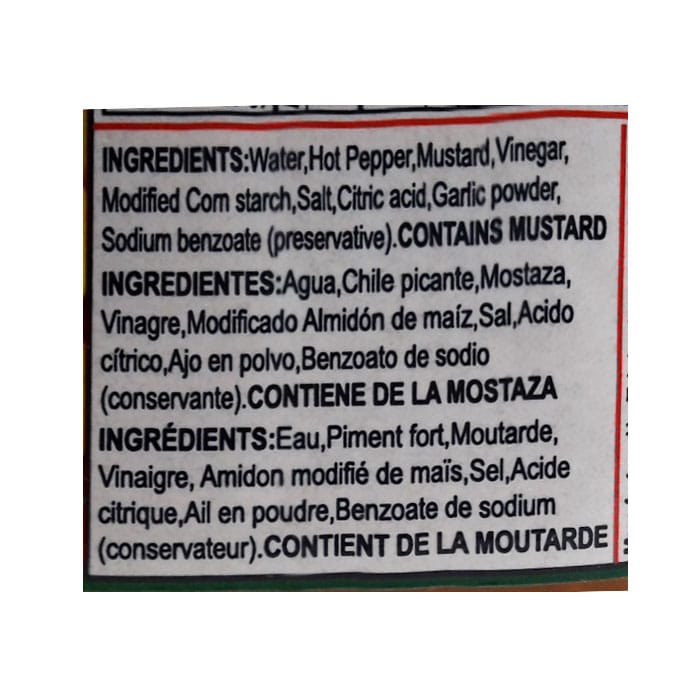 INGREDIENTS:Water,Hot Pepper,Mustard,Vinegar,
Modified Corn starch,Salt,Citric acid,Garlic powder,
Sodium benzoate (preservative).CONTAINS MUSTARD
INGREDIENTES:Agua,Chile picante,Mostaza,
Vinagre,Modificado Almidón de maíz,Sal,Acido
cítrico,Ajo en polvo,Benzoato de sodio
(conservante).CONTIENE DE LA MOSTAZA
INGRÉDIENTS:Eau,Piment fort,Moutarde,
Vinaigre, Amidon modifié de maïs,Sel,Acide
citrique,Ail en poudre,Benzoate de sodium
(conservateur).CONTIENT DE LA MOUTARDE